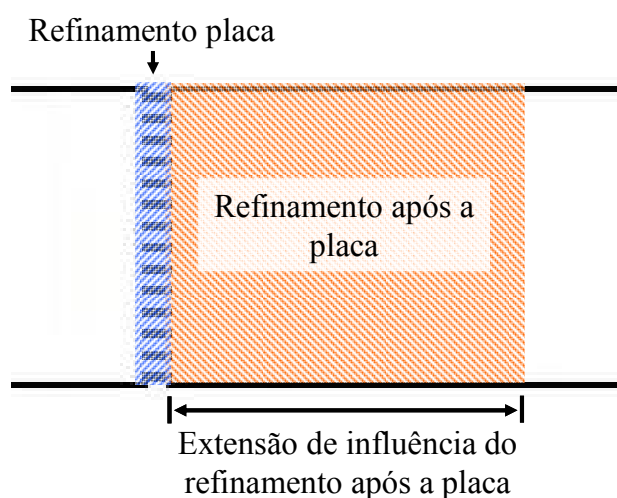 Refinamento placa
Refinamento após a
placa
Extensão de influência do
refinamento após a placa